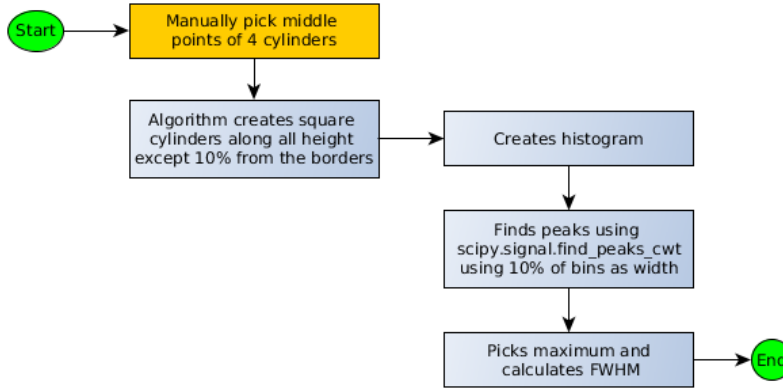 Start
Manually pick middle
points of 4 cylinders
Algorithm creates square
cylinders along all height
except 10% from the borders
Creates histogram
Finds peaks using
scipy.signal.find_peaks_cwt
using 10% of bins as width
Picks maximum and
calculates FWHM
End